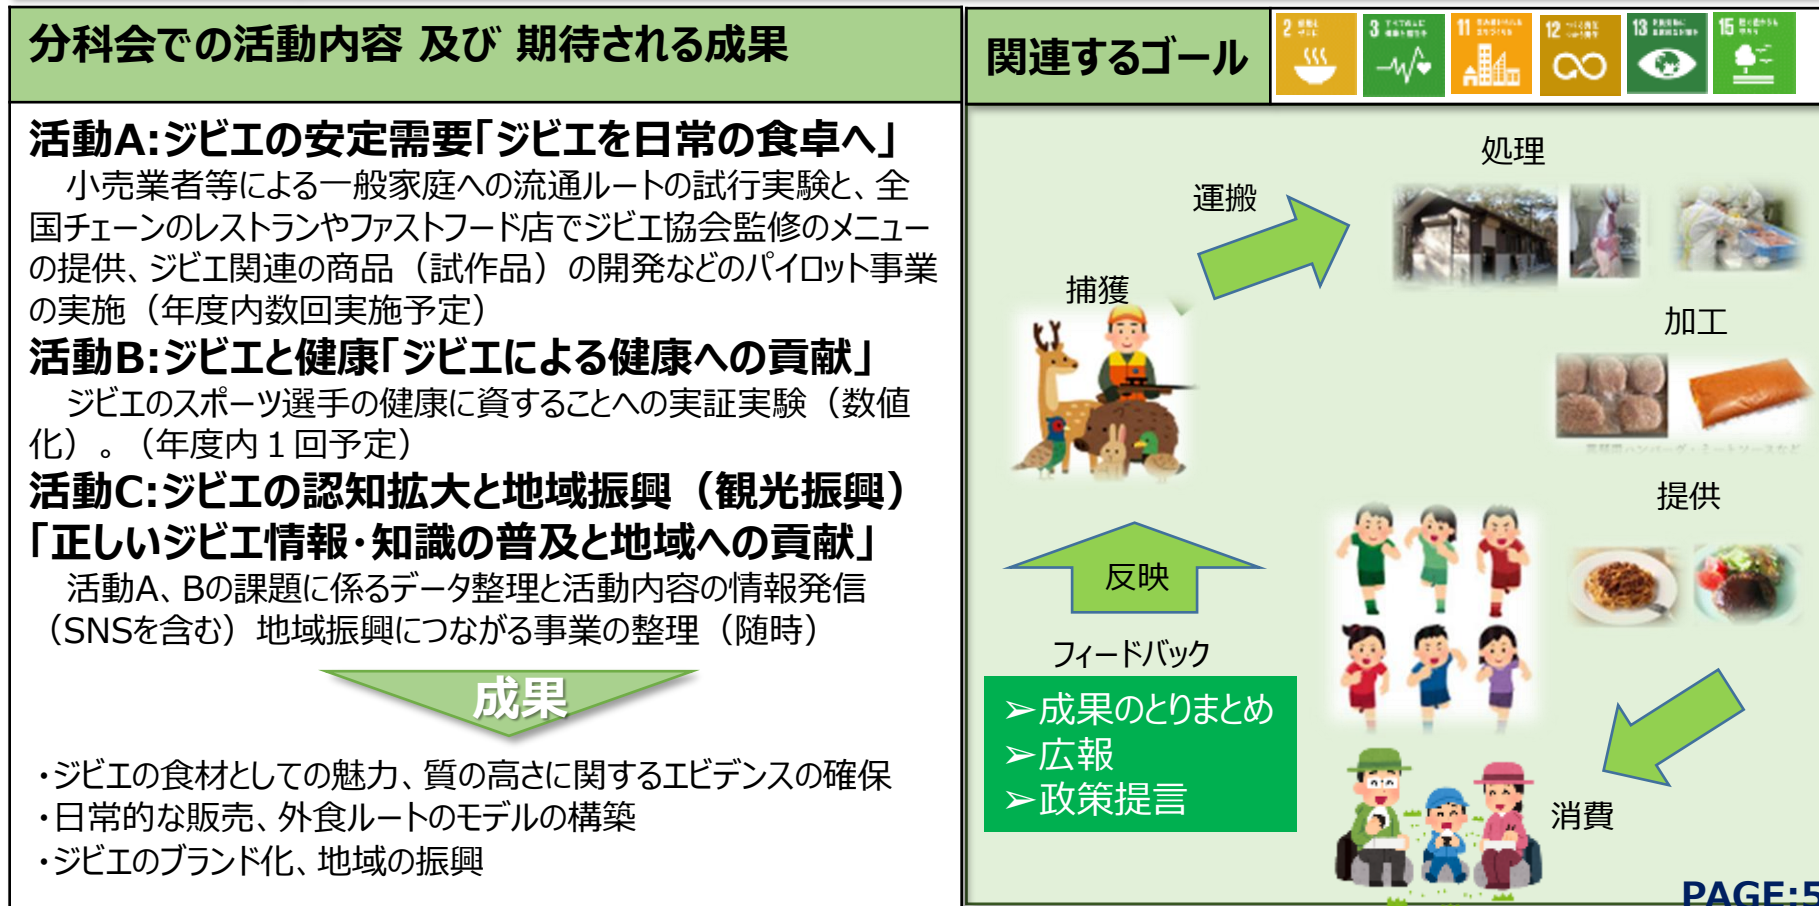 分科会での活動内容 及び 期待される成果
活動A:ジビエの安定需要「ジビエを日常の食卓へ」
小売業者等による一般家庭への流通ルートの試行実験と、全
国チェーンのレストランやファストフード店でジビエ協会監修のメニュー
の提供、ジビエ関連の商品（試作品）の開発などのパイロット事業
の実施（年度内数回実施予定）
活動B:ジビエと健康「ジビエによる健康への貢献」
ジビエのスポーツ選手の健康に資することへの実証実験（数値
化）。（年度内１回予定）
活動C:ジビエの認知拡大と地域振興（観光振興）
「正しいジビエ情報・知識の普及と地域への貢献」
活動A、Bの課題に係るデータ整理と活動内容の情報発信
（SNSを含む）地域振興につながる事業の整理（随時）
成果
・ジビエの食材としての魅力、質の高さに関するエビデンスの確保
・日常的な販売、外食ルートのモデルの構築
・ジビエのブランド化、地域の振興
関連するゴール
2
3
11
12
13
15
処理
運搬
捕獲
加工
提供
反映
フィードバック
➢成果のとりまとめ
➢広報
➢政策提言
消費
PAGE:5